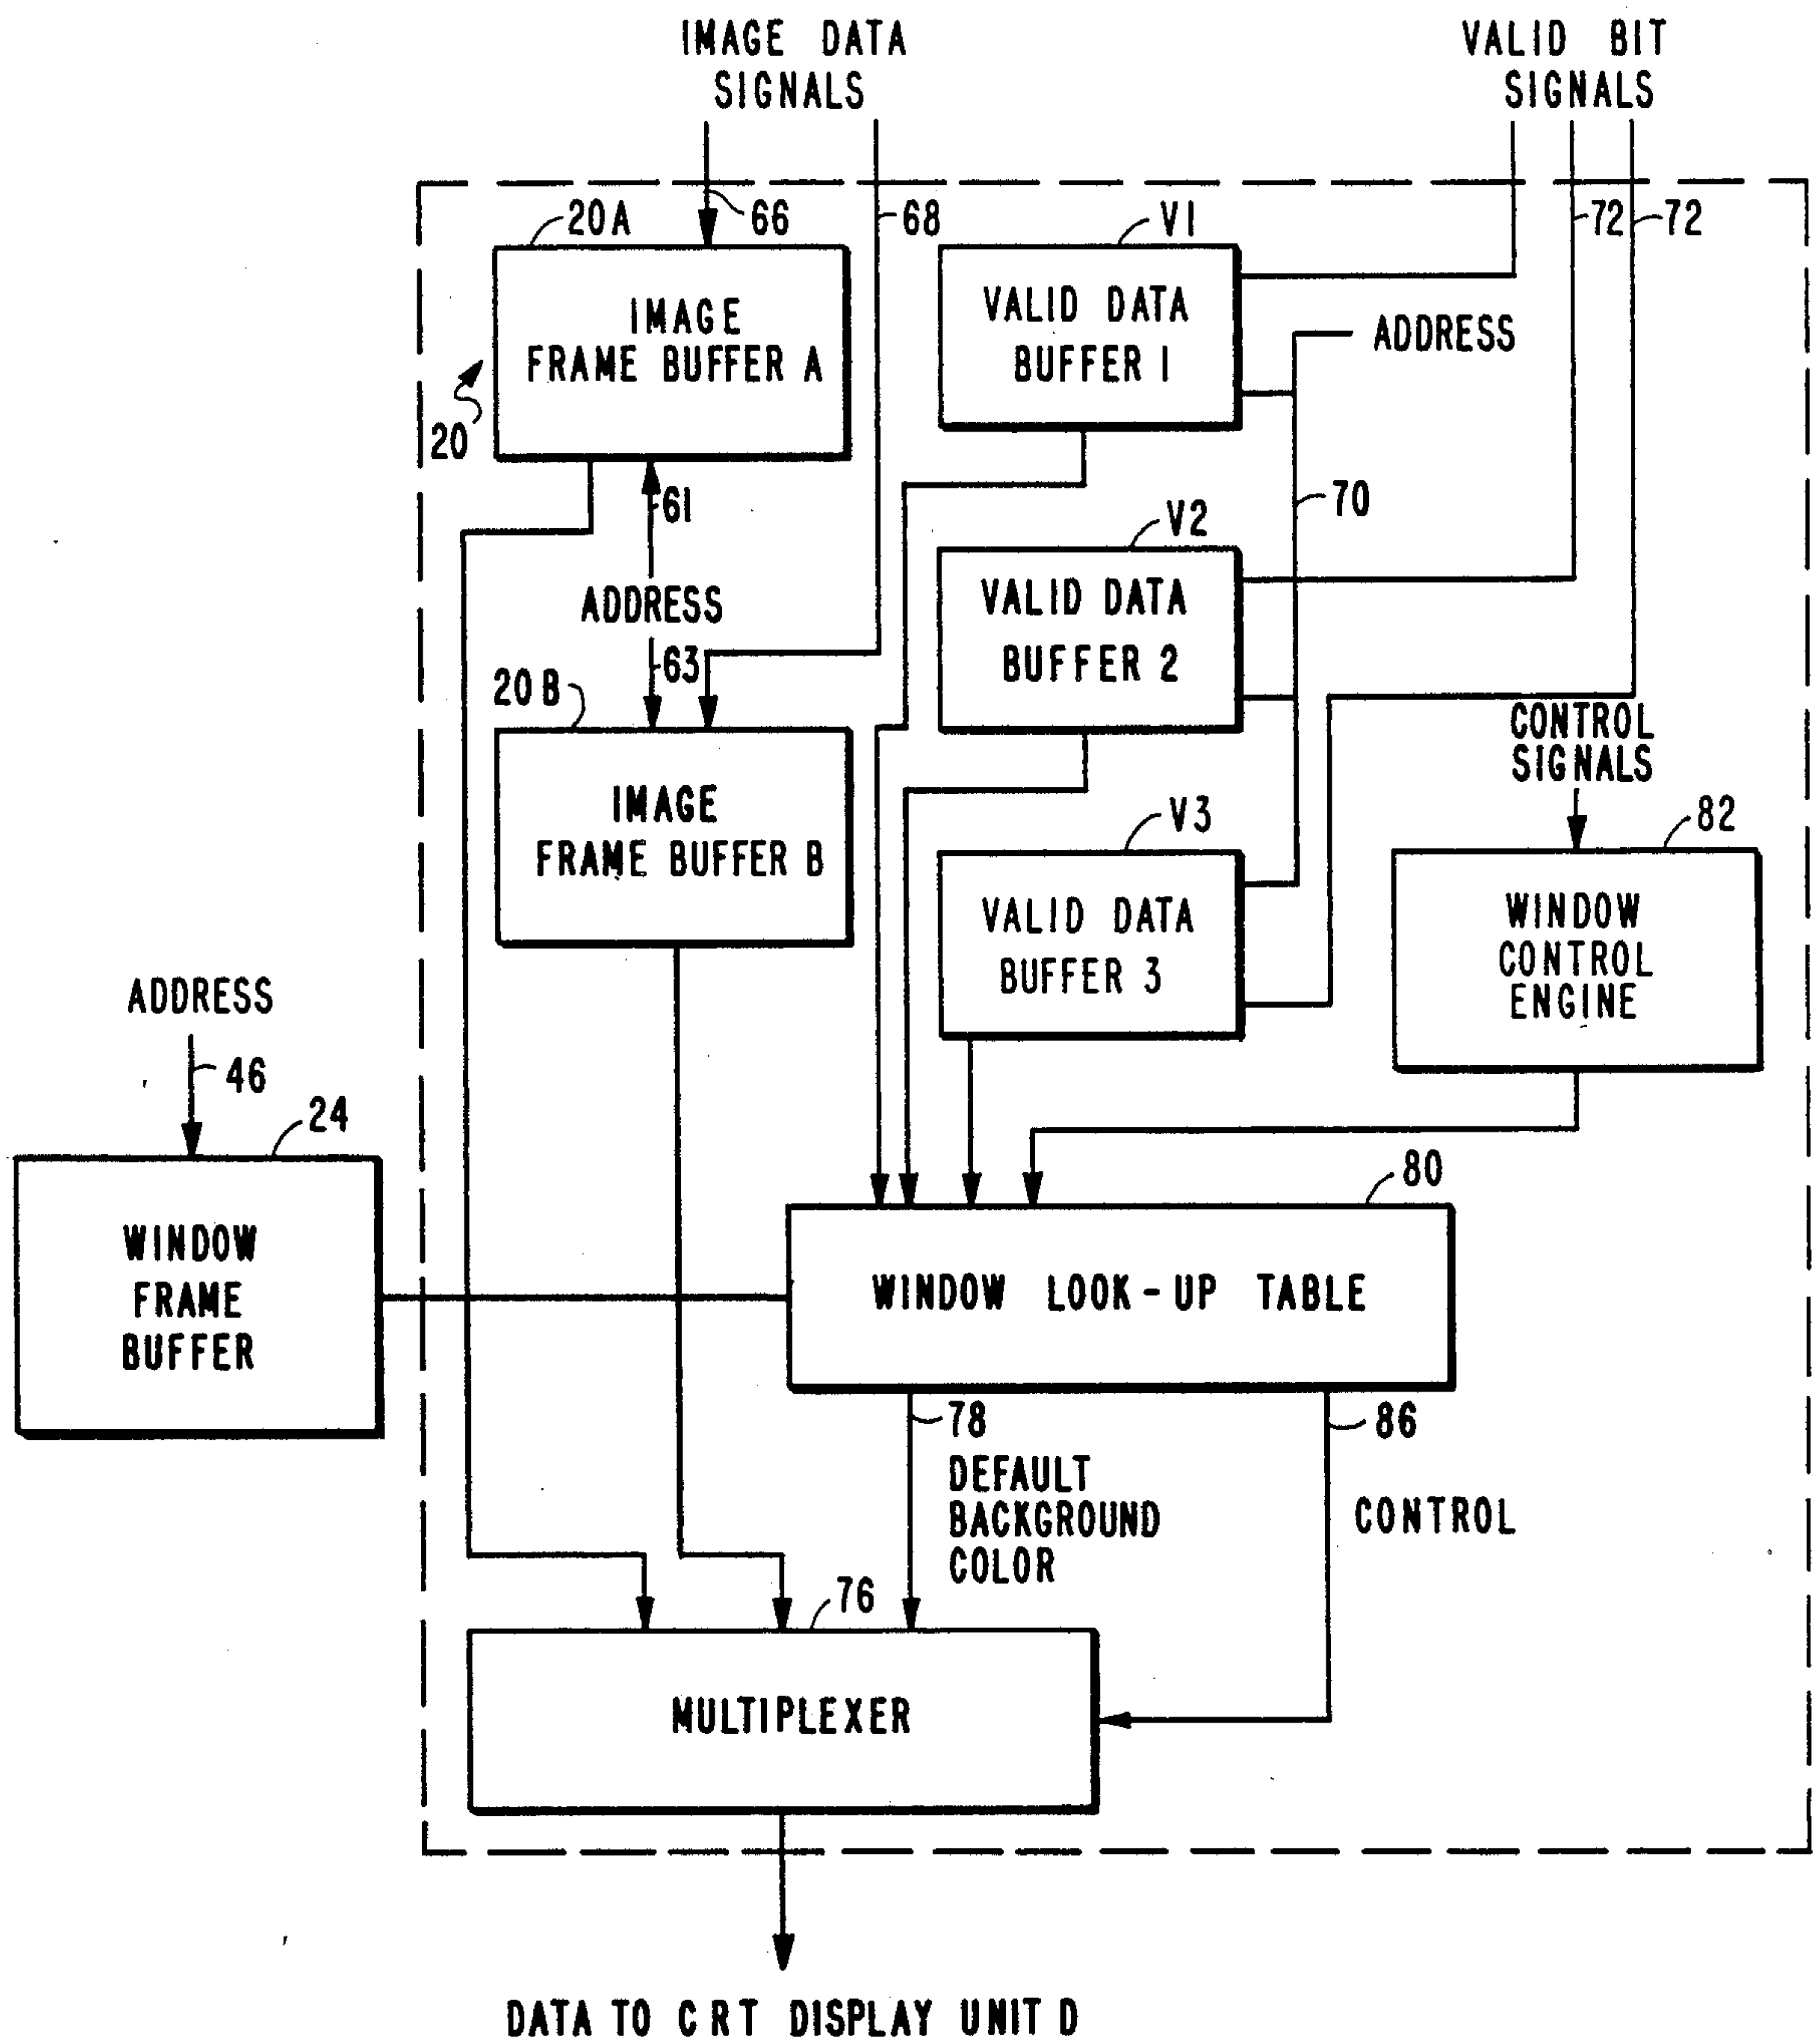 IMAGE DATA
SIGNALS
VALID BIT
SIGNALS
66
68
72
72
20A
V1
IMAGE
FRAME BUFFER A
VALID DATA
BUFFER 1
ADDRESS
20
61
70
V2
ADDRESS
VALID DATA
BUFFER 2
63
20B
CONTROL
SIGNALS
IMAGE
FRAME BUFFER B
V3
82
VALID DATA
BUFFER 3
WINDOW
CONTROL
ENGINE
ADDRESS
46
24
80
WINDOW
FRAME
BUFFER
WINDOW LOOK-UP TABLE
78
86
DEFAULT
BACKGROUND
COLOR
CONTROL
76
MULTIPLEXER
DATA TO CRT DISPLAY UNIT D